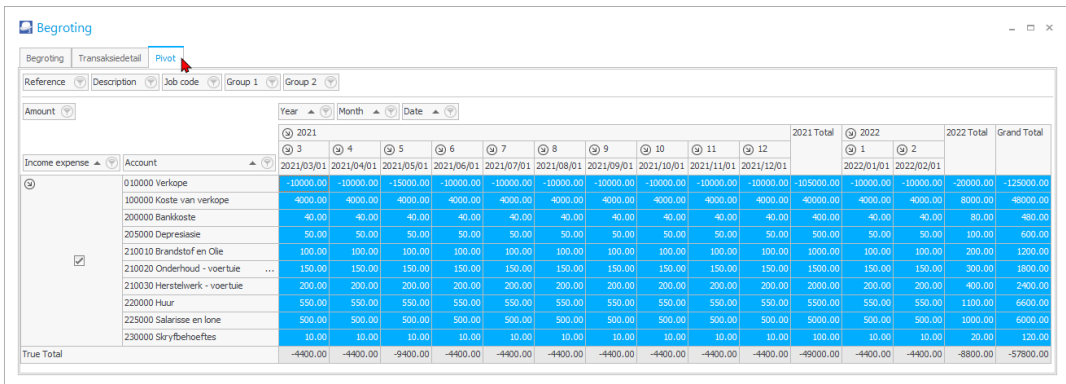 Begroting
Begroting Transaksiedetail Pivot
Reference Description Job code Group 1 Group 2
Amount Year Month Date
2021 2021 Total 2022 2022 Total Grand Total
3 4 5 6 7 8 9 10 11 12 1 2
Income expense Account 2021/03/01 2021/04/01 2021/05/01 2021/06/01 2021/07/01 2021/08/01 2021/09/01 2021/10/01 2021/11/01 2021/12/01 2022/01/01 2022/02/01
010000 Verkope -10000.00 -10000.00 -15000.00 -10000.00 -10000.00 -10000.00 -10000.00 -10000.00 -10000.00 -10000.00 -105000.00 -10000.00 -10000.00 -20000.00 -125000.00
100000 Koste van verkope 4000.00 4000.00 4000.00 4000.00 4000.00 4000.00 4000.00 4000.00 4000.00 4000.00 40000.00 4000.00 4000.00 8000.00 48000.00
200000 Bankkoste 40.00 40.00 40.00 40.00 40.00 40.00 40.00 40.00 40.00 40.00 400.00 40.00 40.00 80.00 480.00
205000 Depresiasie 50.00 50.00 50.00 50.00 50.00 50.00 50.00 50.00 50.00 50.00 500.00 50.00 50.00 100.00 600.00
210010 Brandstof en Olie 100.00 100.00 100.00 100.00 100.00 100.00 100.00 100.00 100.00 100.00 1000.00 100.00 100.00 200.00 1200.00
210020 Onderhoud - voertuie ... 150.00 150.00 150.00 150.00 150.00 150.00 150.00 150.00 150.00 150.00 1500.00 150.00 150.00 300.00 1800.00
210030 Herstelwerk - voertuie 200.00 200.00 200.00 200.00 200.00 200.00 200.00 200.00 200.00 200.00 2000.00 200.00 200.00 400.00 2400.00
220000 Huur 550.00 550.00 550.00 550.00 550.00 550.00 550.00 550.00 550.00 550.00 5500.00 550.00 550.00 1100.00 6600.00
225000 Salarisse en lone 500.00 500.00 500.00 500.00 500.00 500.00 500.00 500.00 500.00 500.00 5000.00 500.00 500.00 1000.00 6000.00
230000 Skryfbehoeftes 10.00 10.00 10.00 10.00 10.00 10.00 10.00 10.00 10.00 10.00 100.00 10.00 10.00 20.00 120.00
True Total -4400.00 -4400.00 -9400.00 -4400.00 -4400.00 -4400.00 -4400.00 -4400.00 -4400.00 -4400.00 -49000.00 -4400.00 -4400.00 -8800.00 -57800.00